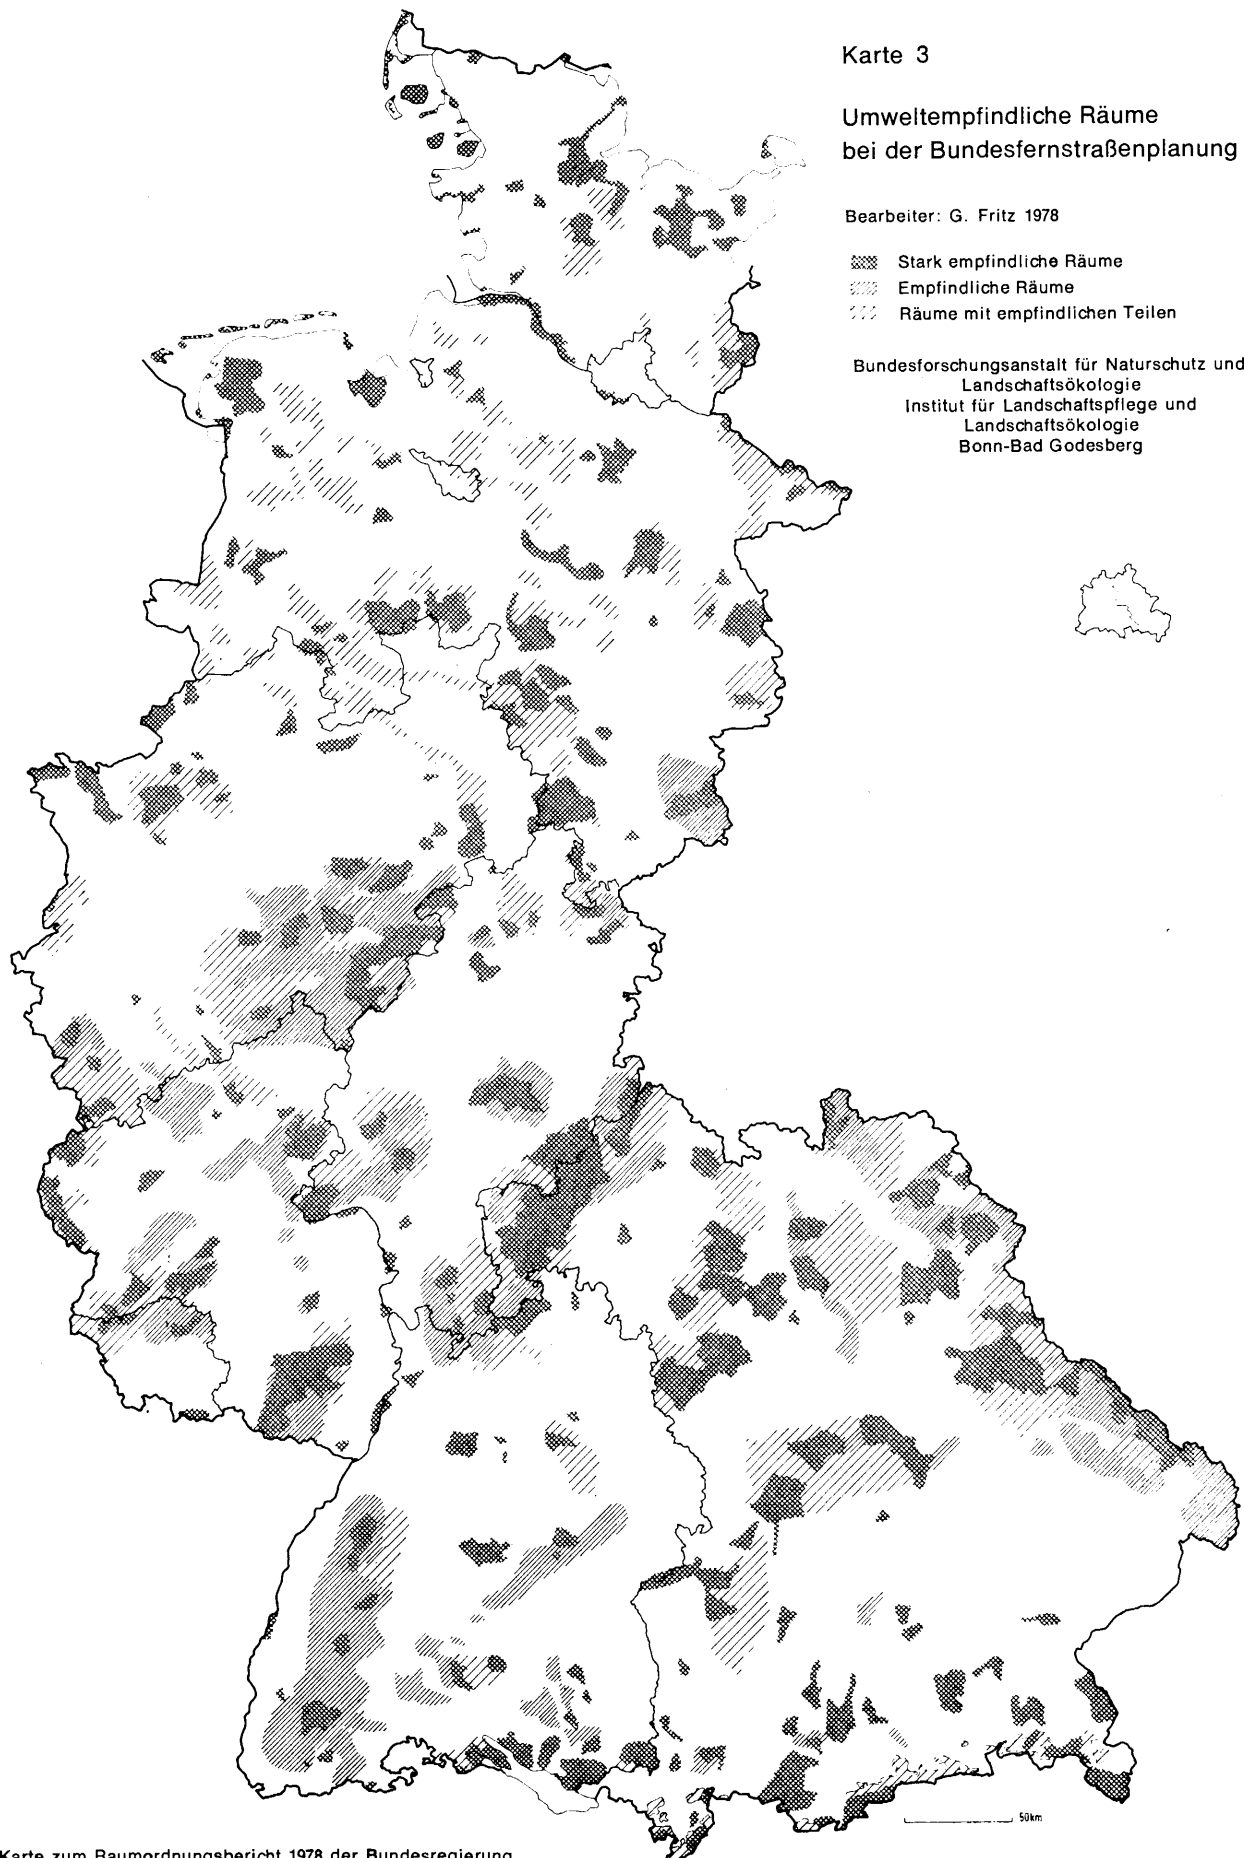 Karte 3
Umweltempfindliche Räume
bei der Bundesfernstraßenplanung
Bearbeiter: G. Fritz 1978
Stark empfindliche Räume
Empfindliche Räume
Räume mit empfindlichen Teilen
Bundesforschungsanstalt für Naturschutz und
Landschaftsökologie
Institut für Landschaftspflege und
Landschaftsökologie
Bonn-Bad Godesberg
50km
Karte zum Raumordnungsbericht 1978 der Bundesregierung